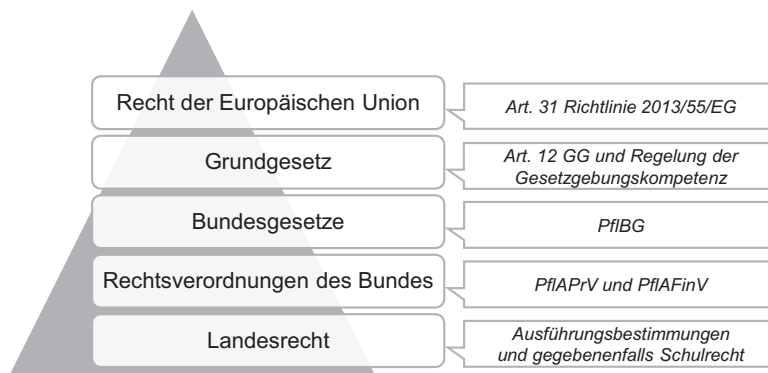 Recht der Europäischen Union
Art. 31 Richtlinie 2013/55/EG
Grundgesetz
Art. 12 GG und Regelung der
Gesetzgebungskompetenz
Bundesgesetze
PflBG
Rechtsverordnungen des Bundes
PflAPrV und PflAFinV
Landesrecht
Ausführungsbestimmungen
und gegebenenfalls Schulrecht